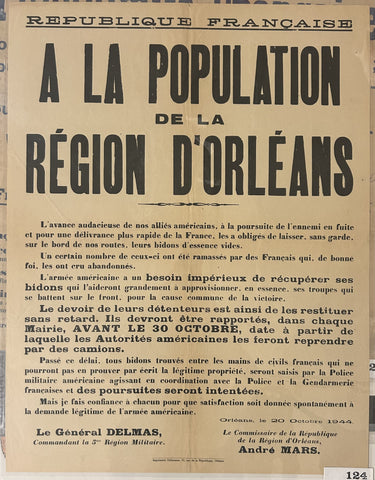 REPUBLIQUE FRANÇAISE
A LA POPULATION
DE LA
RÉGION D'ORLÉANS
L'avance audacieuse de nos alliés américains, à la poursuite de l'ennemi en fuite
et pour une délivrance plus rapide de la France, les a obligés de laisser, sans garde,
sur le bord de nos routes, leurs bidons d'essence vides.
Un certain nombre de ceux-ci ont été ramassés par des Français qui, de bonne
foi, les ont cru abandonnés.
L'armée américaine a un besoin impérieux de récupérer ses
bidons qui l'aideront grandement à approvisionner, en essence, ses troupes qui
se battent sur le front, pour la cause commune de la victoire.
Le devoir de leurs détenteurs est ainsi de les restituer
sans retard. Ils devront être rapportés, dans chaque
Mairie, AVANT LE 30 OCTOBRE, date à partir de
laquelle les Autorités américaines les feront reprendre
par des camions.
Passé ce délai, tous bidons trouvés entre les mains de civils français qui ne
pourront pas en prouver par écrit la légitime propriété, seront saisis par la Police
militaire américaine agissant en coordination avec la Police et la Gendarmerie
françaises et des poursuites seront intentées.
Mais je fais confiance à chacun pour que satisfaction soit donnée spontanément à
la demande légitime de l'armée américaine.
Orléans, le 20 Octobre 1944.
Le Général DELMAS,
Commandant la 5me Région Militaire.
Le Commissaire de la République
de la Région d'Orléans,
André MARS.
124